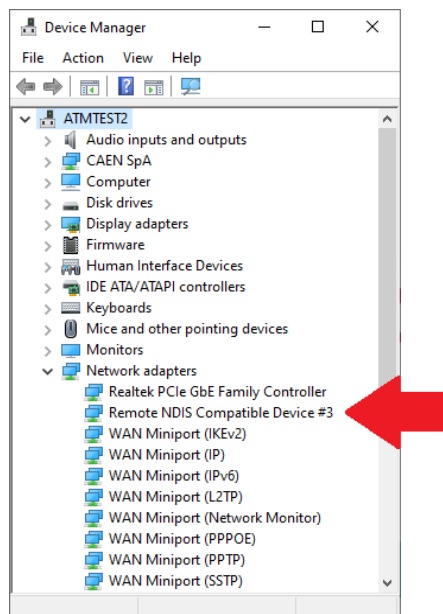 Device Manager
File Action View Help
ATMTEST2
Audio inputs and outputs
CAEN SpA
Computer
Disk drives
Display adapters
Firmware
Human Interface Devices
IDE ATA/ATAPI controllers
Keyboards
Mice and other pointing devices
Monitors
Network adapters
Realtek PCIe GbE Family Controller
Remote NDIS Compatible Device #3
WAN Miniport (IKEv2)
WAN Miniport (IP)
WAN Miniport (IPv6)
WAN Miniport (L2TP)
WAN Miniport (Network Monitor)
WAN Miniport (PPPOE)
WAN Miniport (PPTP)
WAN Miniport (SSTP)